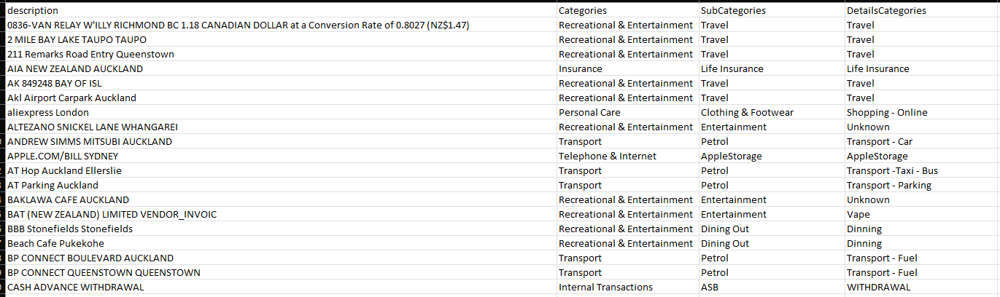 description Categories SubCategories DetailsCategories
0836-VAN RELAY W'ILLY RICHMOND BC 1.18 CANADIAN DOLLAR at a Conversion Rate of 0.8027 (NZ$1.47) Recreational & Entertainment Travel Travel
2 MILE BAY LAKE TAUPO TAUPO Recreational & Entertainment Travel Travel
211 Remarks Road Entry Queenstown Recreational & Entertainment Travel Travel
AIA NEW ZEALAND AUCKLAND Insurance Life Insurance Life Insurance
AK 849248 BAY OF ISL Recreational & Entertainment Travel Travel
Akl Airport Carpark Auckland Recreational & Entertainment Travel Travel
aliexpress London Personal Care Clothing & Footwear Shopping - Online
ALTEZANO SNICKEL LANE WHANGAREI Recreational & Entertainment Entertainment Unknown
ANDREW SIMMS MITSUBI AUCKLAND Transport Petrol Transport - Car
APPLE.COM/BILL SYDNEY Telephone & Internet AppleStorage AppleStorage
AT Hop Auckland Ellerslie Transport Petrol Transport -Taxi - Bus
AT Parking Auckland Transport Petrol Transport - Parking
BAKLAWA CAFE AUCKLAND Recreational & Entertainment Entertainment Unknown
BAT (NEW ZEALAND) LIMITED VENDOR_INVOIC Recreational & Entertainment Entertainment Vape
BBB Stonefields Stonefields Recreational & Entertainment Dining Out Dinning
Beach Cafe Pukekohe Recreational & Entertainment Dining Out Dinning
BP CONNECT BOULEVARD AUCKLAND Transport Petrol Transport - Fuel
BP CONNECT QUEENSTOWN QUEENSTOWN Transport Petrol Transport - Fuel
CASH ADVANCE WITHDRAWAL Internal Transactions ASB WITHDRAWAL